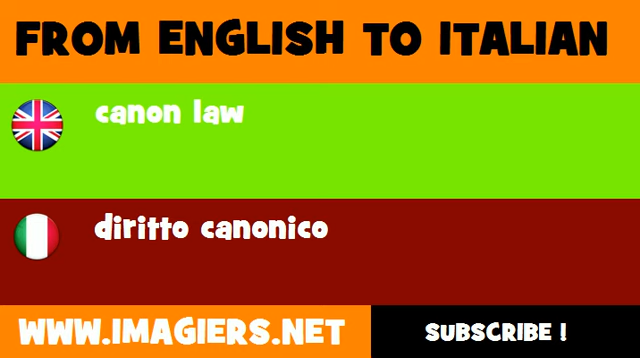 FROM ENGLISH TO ITALIAN
canon law
diritto canonico
WWW.IMAGIERS.NET
SUBSCRIBE !